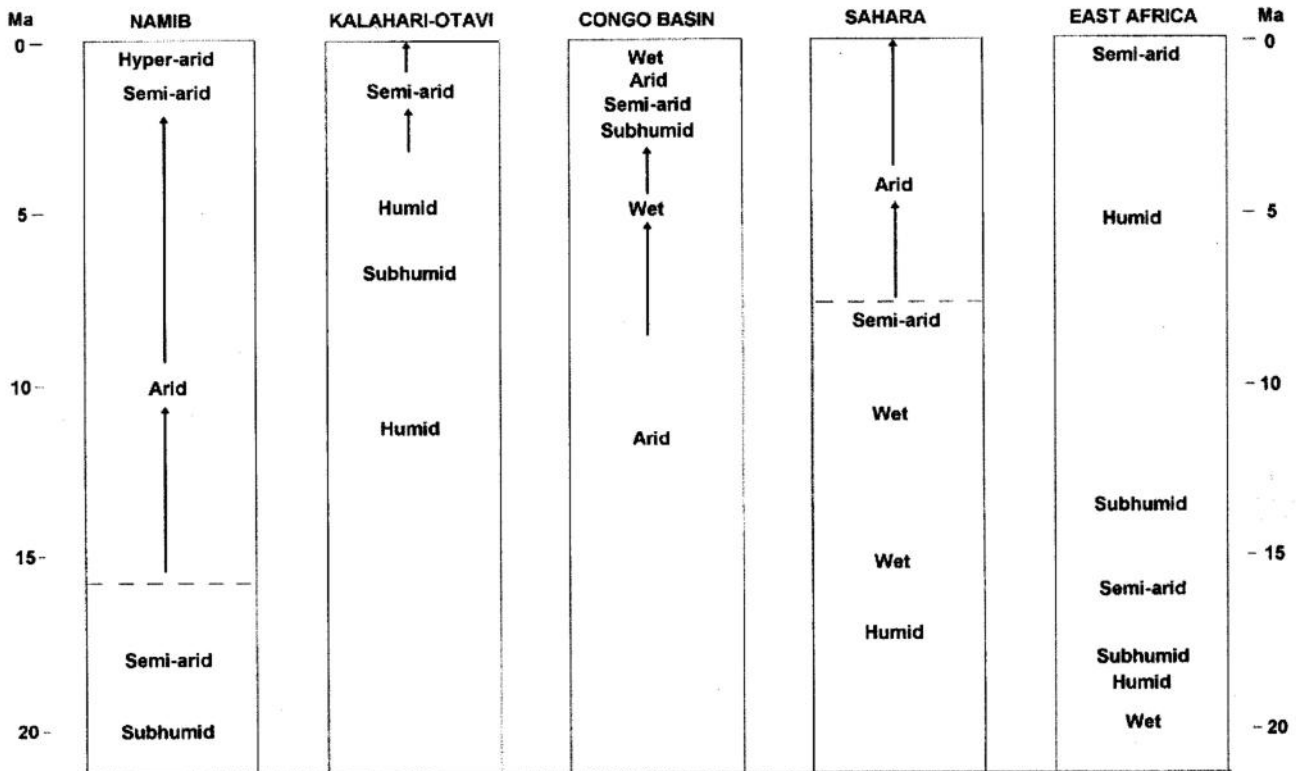 Ma NAMIB KALAHARI-OTAVI CONGO BASIN SAHARA EAST AFRICA Ma
0 0
Hyper-arid
Semi-arid
Arid
Semi-arid
Subhumid
Semi-arid
Humid
Subhumid
Humid
Wet
Arid
Semi-arid
Subhumid
Wet
Arid
Arid
Semi-arid
Wet
Wet
Humid
Semi-arid
Humid
Subhumid
Semi-arid
Subhumid
Humid
Wet
5 5
10 10
15 15
20 20